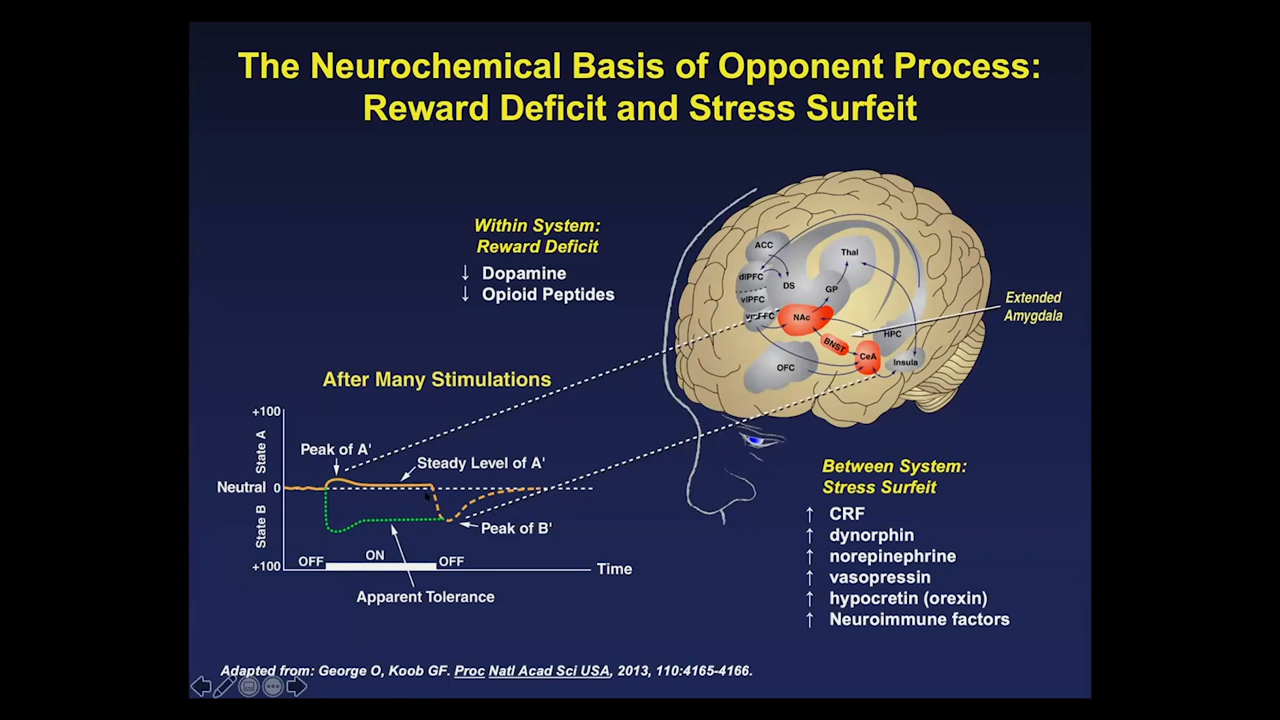 The Neurochemical Basis of Opponent Process:
Reward Deficit and Stress Surfeit
Within System:
Reward Deficit
↓ Dopamine
↓ Opioid Peptides
ACC
Thal
dlPFC
DS
GP
vlPFC
NAc
HPC
BNST
CeA
Insula
OFC
Extended
Amygdala
After Many Stimulations
+100
State A
Peak of A'
Steady Level of A'
Neutral 0
State B
Peak of B'
+100
OFF
ON
OFF
Time
Apparent Tolerance
Between System:
Stress Surfeit
↑ CRF
↑ dynorphin
↑ norepinephrine
↑ vasopressin
↑ hypocretin (orexin)
↑ Neuroimmune factors
Adapted from: George O, Koob GF. Proc Natl Acad Sci USA, 2013, 110:4165-4166.